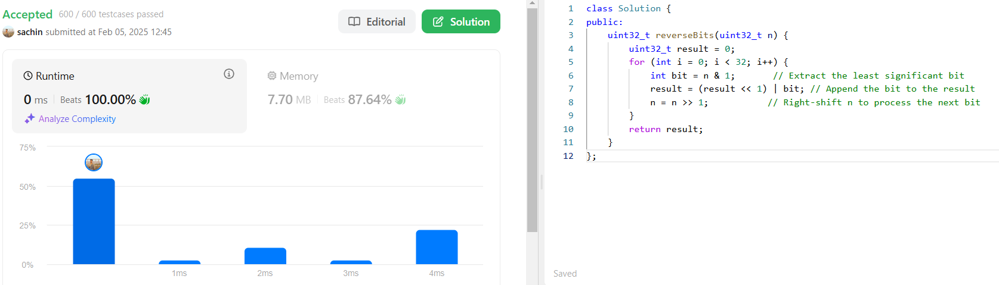 Accepted 600 / 600 testcases passed
sachin submitted at Feb 05, 2025 12:45
Editorial
Solution
Runtime
0 ms Beats 100.00%
Analyze Complexity
Memory
7.70 MB Beats 87.64%
75%
50%
25%
0%
1ms 2ms 3ms 4ms
1 class Solution {
2 public:
3     uint32_t reverseBits(uint32_t n) {
4         uint32_t result = 0;
5         for (int i = 0; i < 32; i++) {
6             int bit = n & 1;       // Extract the least significant bit
7             result = (result << 1) | bit; // Append the bit to the result
8             n = n >> 1;           // Right-shift n to process the next bit
9         }
10         return result;
11     }
12 };
Saved